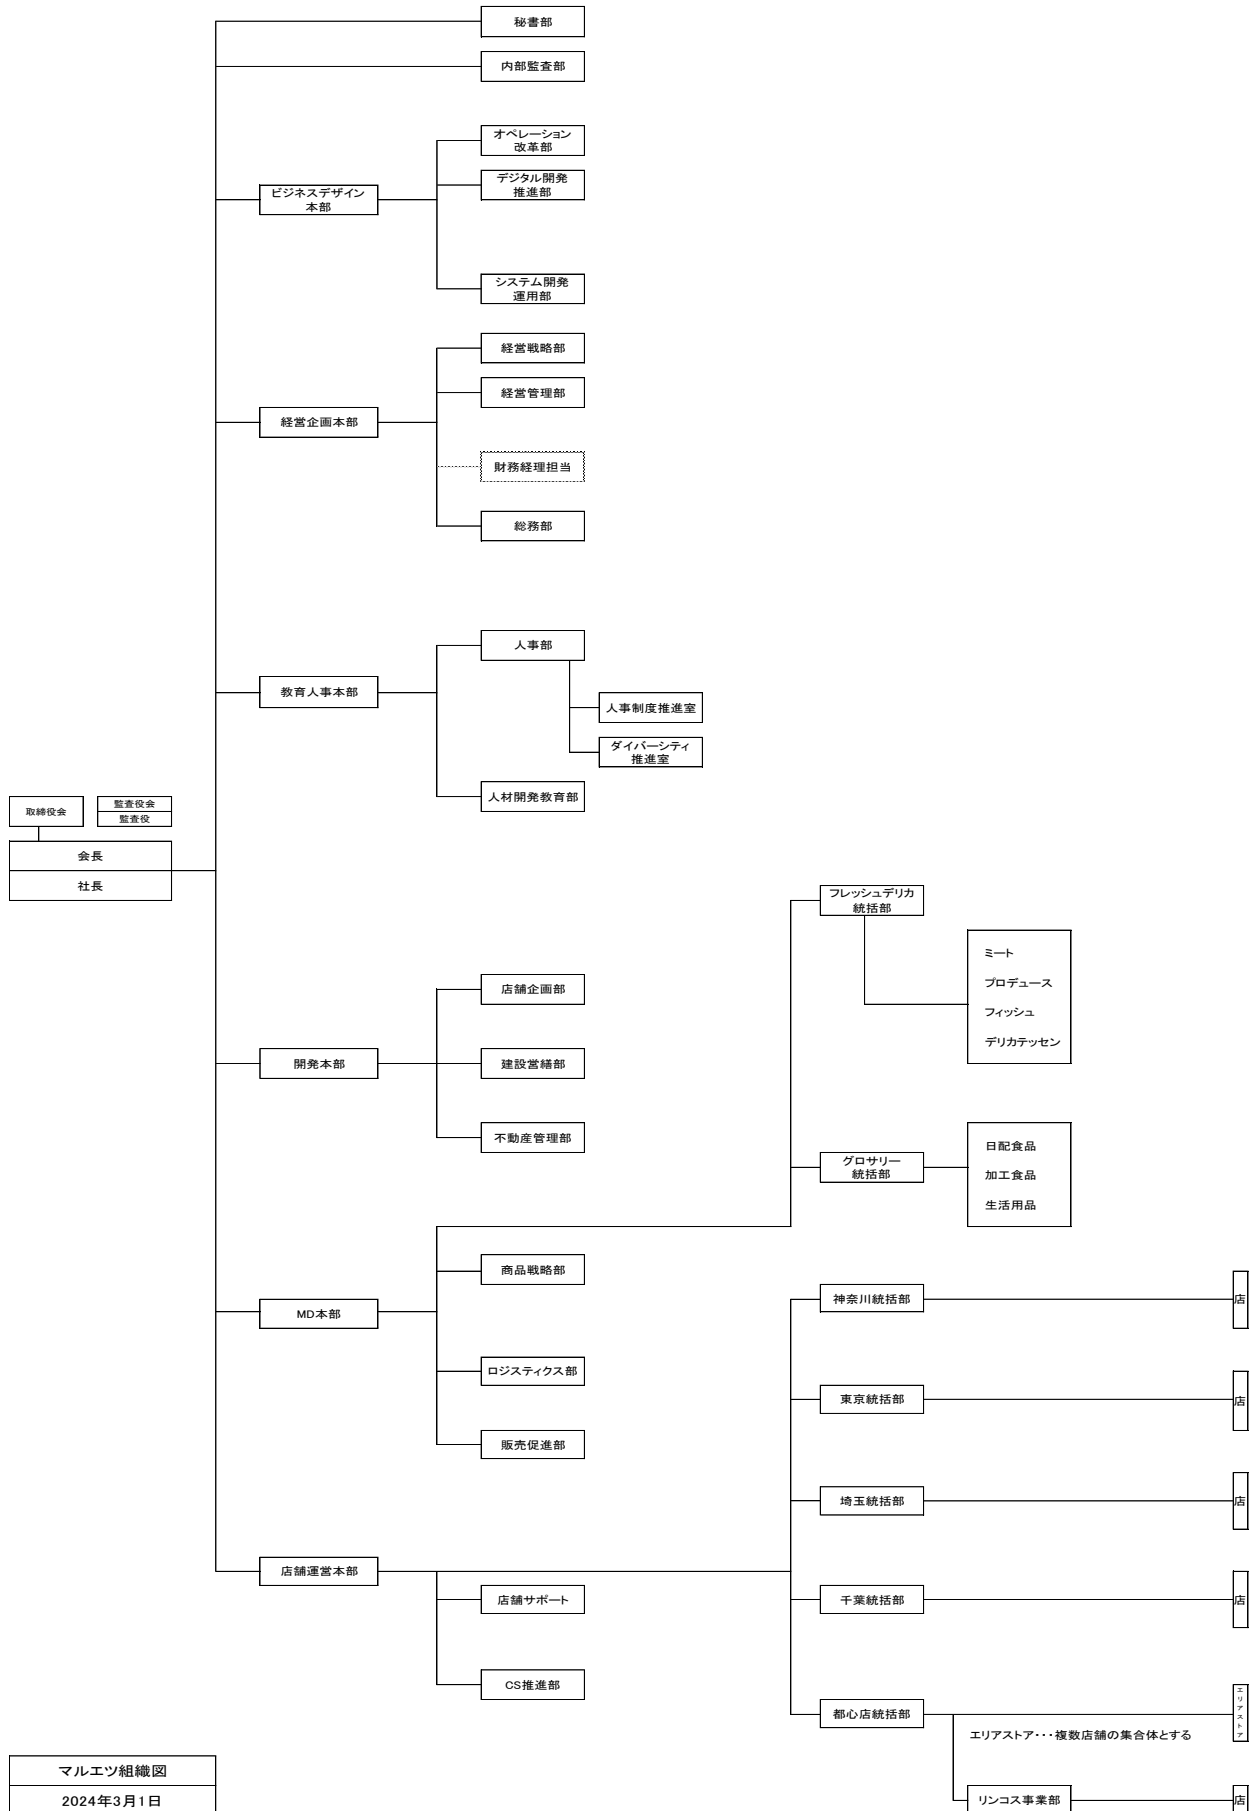 秘書部
内部監査部
オペレーション
改革部
デジタル開発
推進部
ビジネスデザイン
本部
システム開発
運用部
経営戦略部
経営管理部
経営企画本部
財務経理担当
総務部
人事部
教育人事本部
人事制度推進室
ダイバーシティ
推進室
人材開発教育部
取締役会
監査役会
監査役
会長
社長
フレッシュデリカ
統括部
ミート
プロデュース
フィッシュ
デリカテッセン
店舗企画部
開発本部
建設営繕部
不動産管理部
グロサリー
統括部
日配食品
加工食品
生活用品
商品戦略部
MD本部
ロジスティクス部
販売促進部
神奈川統括部
店
東京統括部
店
埼玉統括部
店
店舗運営本部
店舗サポート
千葉統括部
店
CS推進部
都心店統括部
エリアストア
エリアストア・・・複数店舗の集合体とする
リンコス事業部
店
マルエツ組織図
2024年3月1日